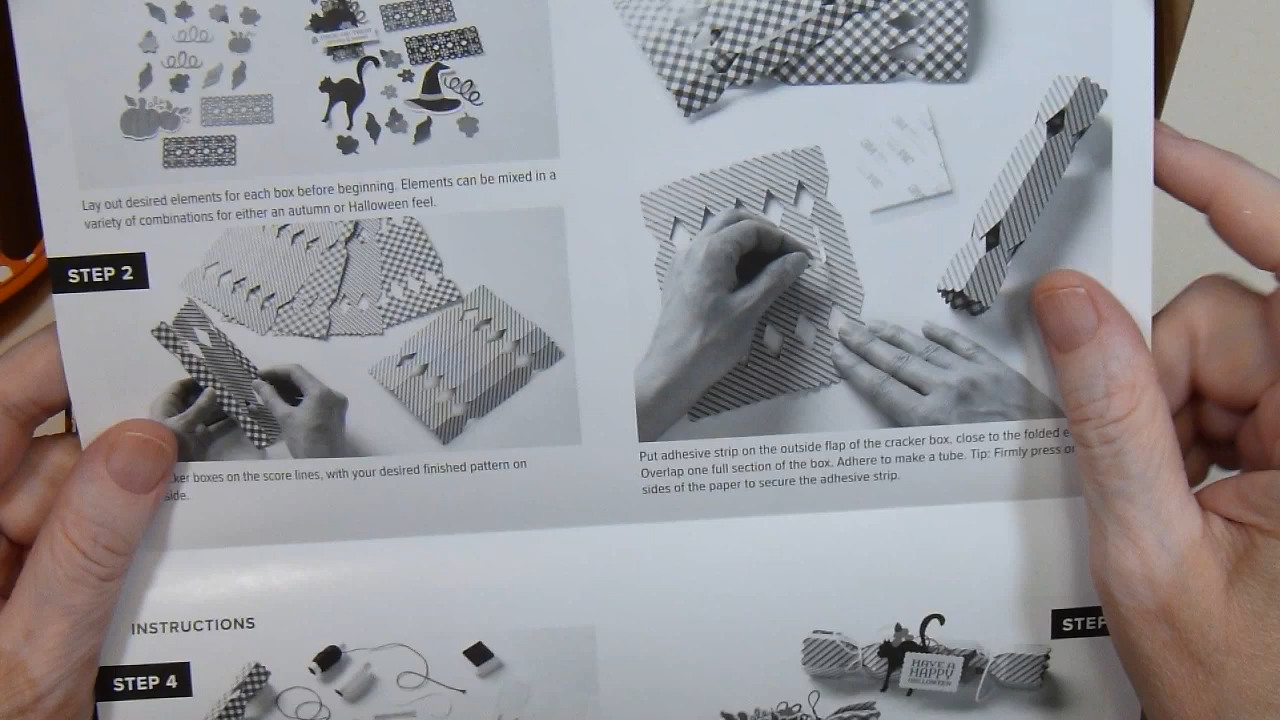 Lay out desired elements for each box before beginning. Elements can be mixed in a
variety of combinations for either an autumn or Halloween feel.
STEP 2
ker boxes on the score lines, with your desired finished pattern on
side.
Put adhesive strip on the outside flap of the cracker box, close to the folded e
Overlap one full section of the box. Adhere to make a tube. Tip: Firmly press on
sides of the paper to secure the adhesive strip.
INSTRUCTIONS
STEP 4
STEP
HAVE A
HAPPY
HALLOWEEN